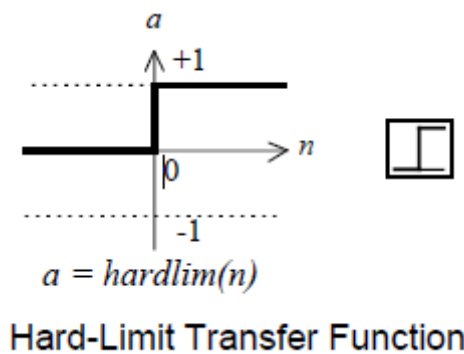 a
+1
n
0
-1
a = hardlim(n)
Hard-Limit Transfer Function